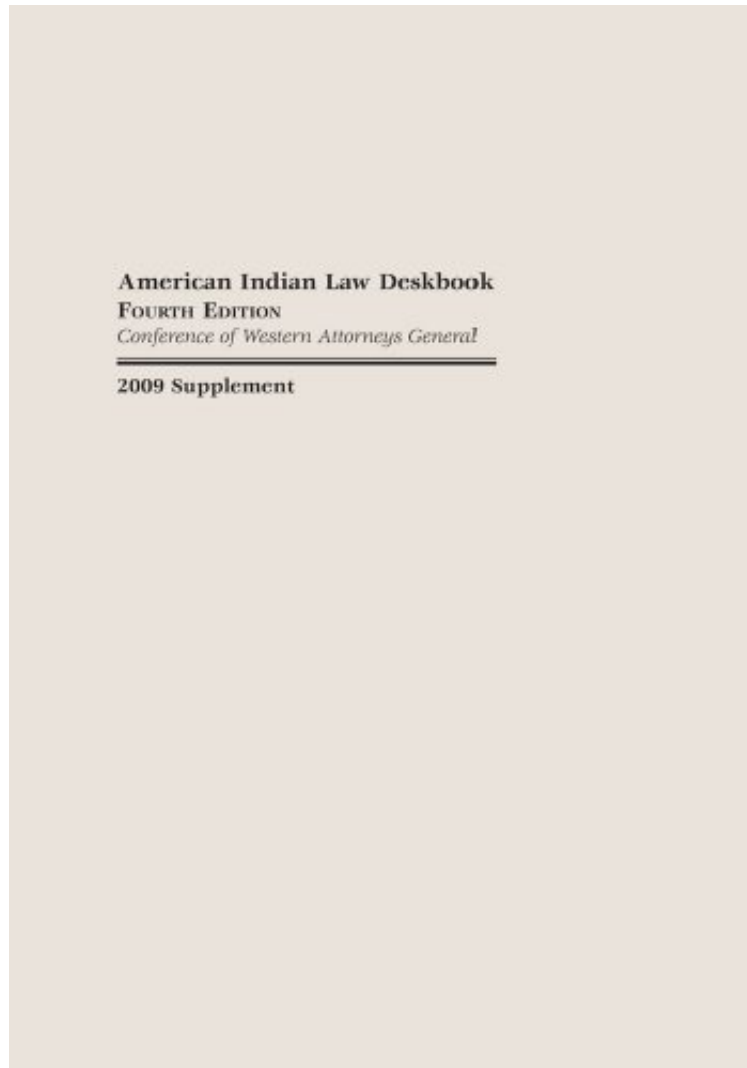 American Indian Law Deskbook
FOURTH EDITION
Conference of Western Attorneys General
2009 Supplement